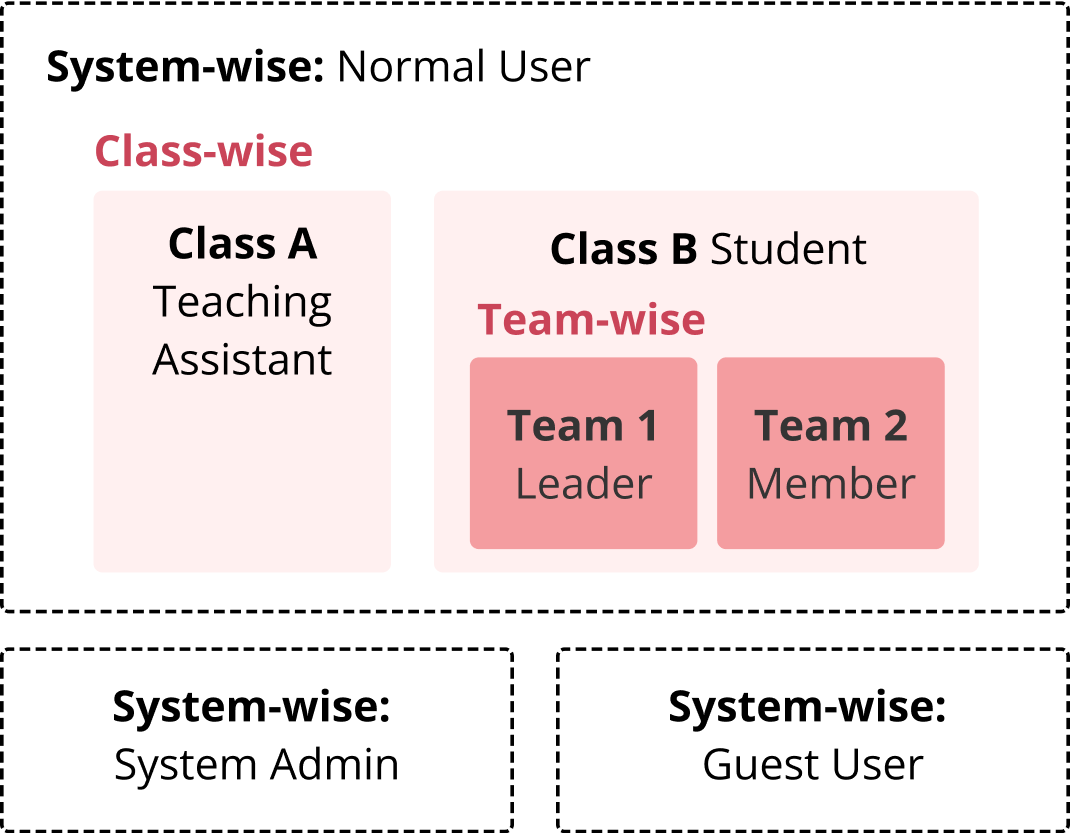 System-wise: Normal User
Class-wise
Class A
Teaching
Assistant
Class B Student
Team-wise
Team 1
Leader
Team 2
Member
System-wise:
System Admin
System-wise:
Guest User